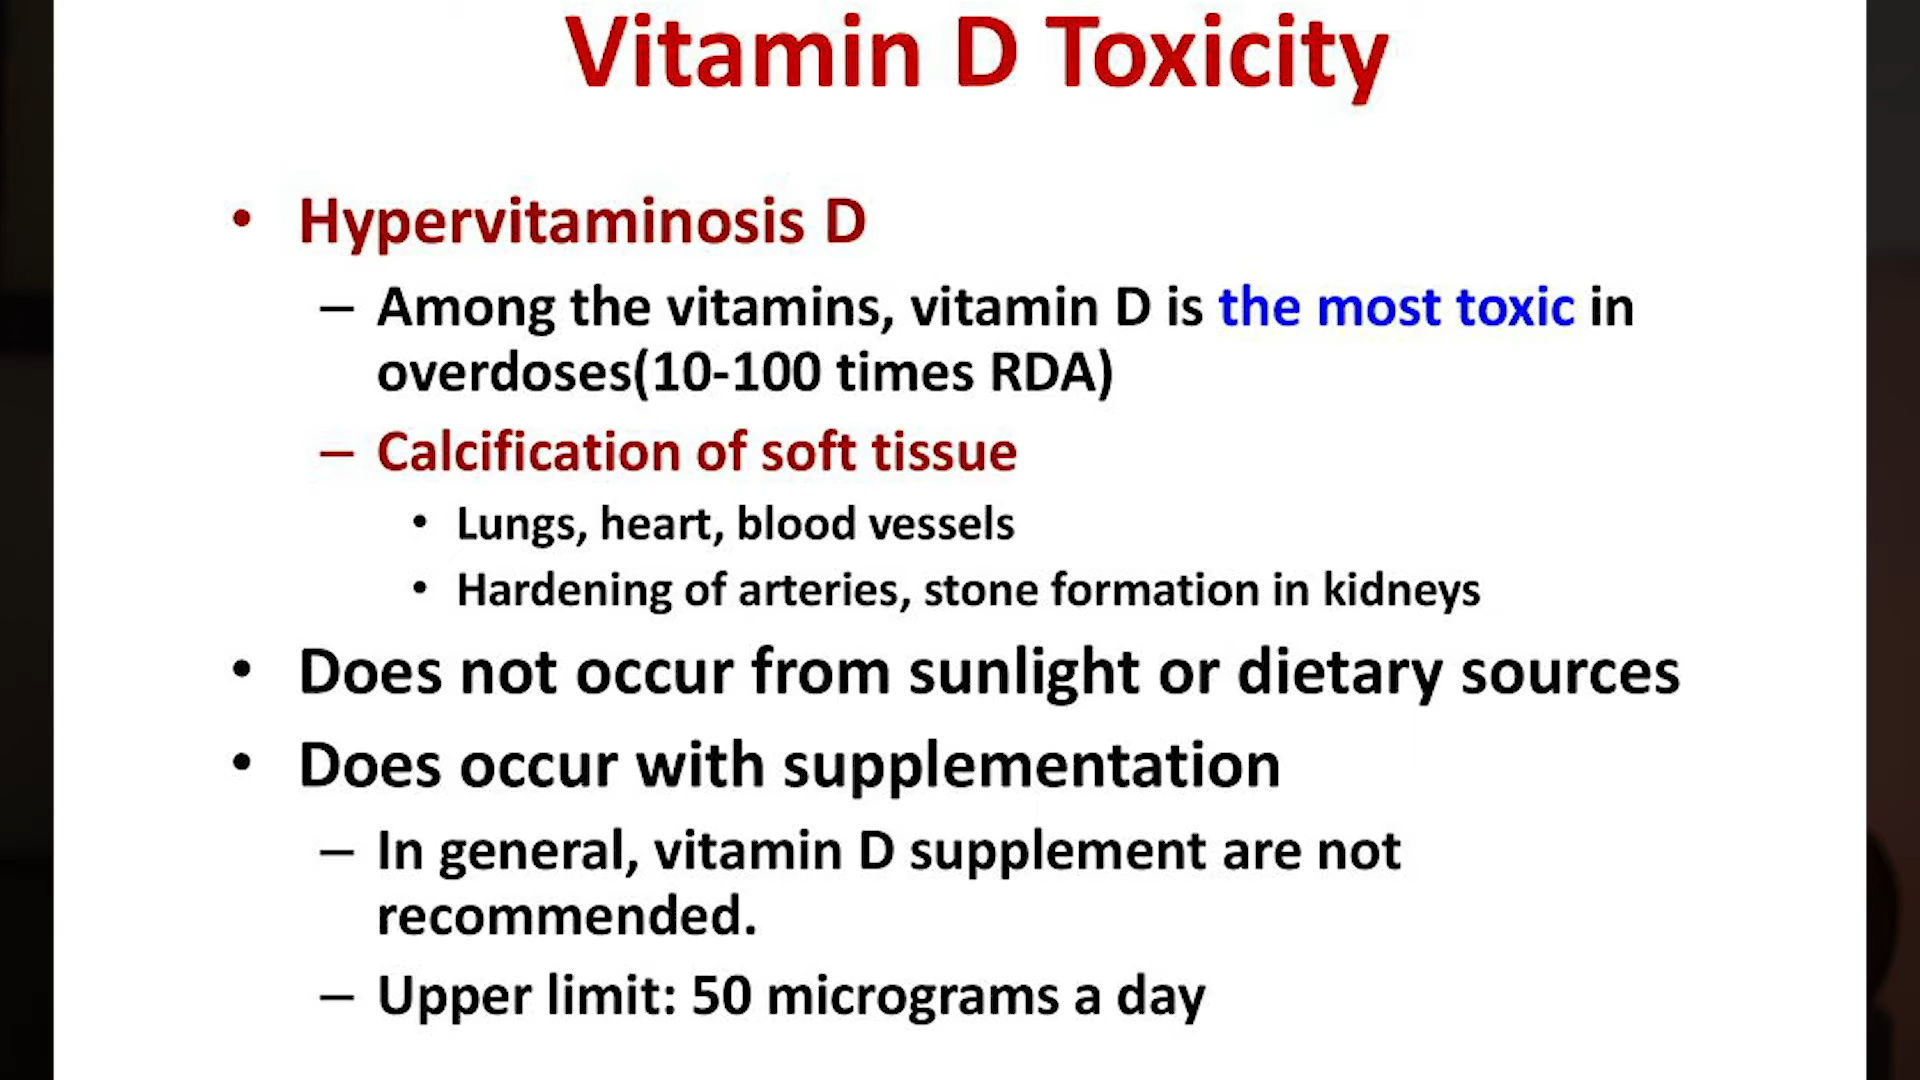 Vitamin D Toxicity
• Hypervitaminosis D
– Among the vitamins, vitamin D is the most toxic in
overdoses(10-100 times RDA)
– Calcification of soft tissue
• Lungs, heart, blood vessels
• Hardening of arteries, stone formation in kidneys
• Does not occur from sunlight or dietary sources
• Does occur with supplementation
– In general, vitamin D supplement are not
recommended.
– Upper limit: 50 micrograms a day